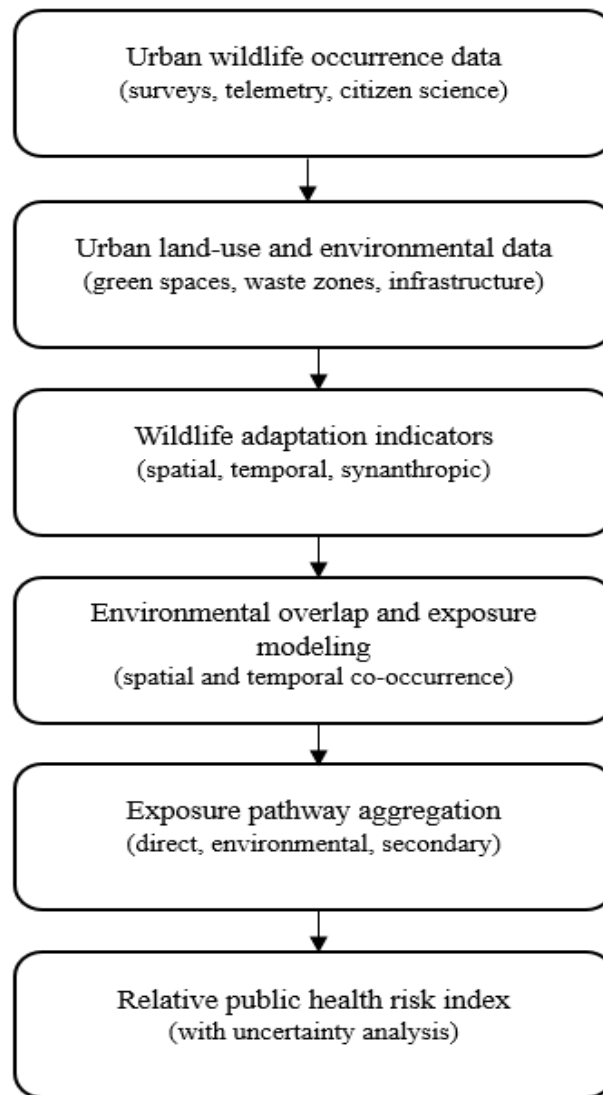 Urban wildlife occurrence data
(surveys, telemetry, citizen science)
Urban land-use and environmental data
(green spaces, waste zones, infrastructure)
Wildlife adaptation indicators
(spatial, temporal, synanthropic)
Environmental overlap and exposure
modeling
(spatial and temporal co-occurrence)
Exposure pathway aggregation
(direct, environmental, secondary)
Relative public health risk index
(with uncertainty analysis)